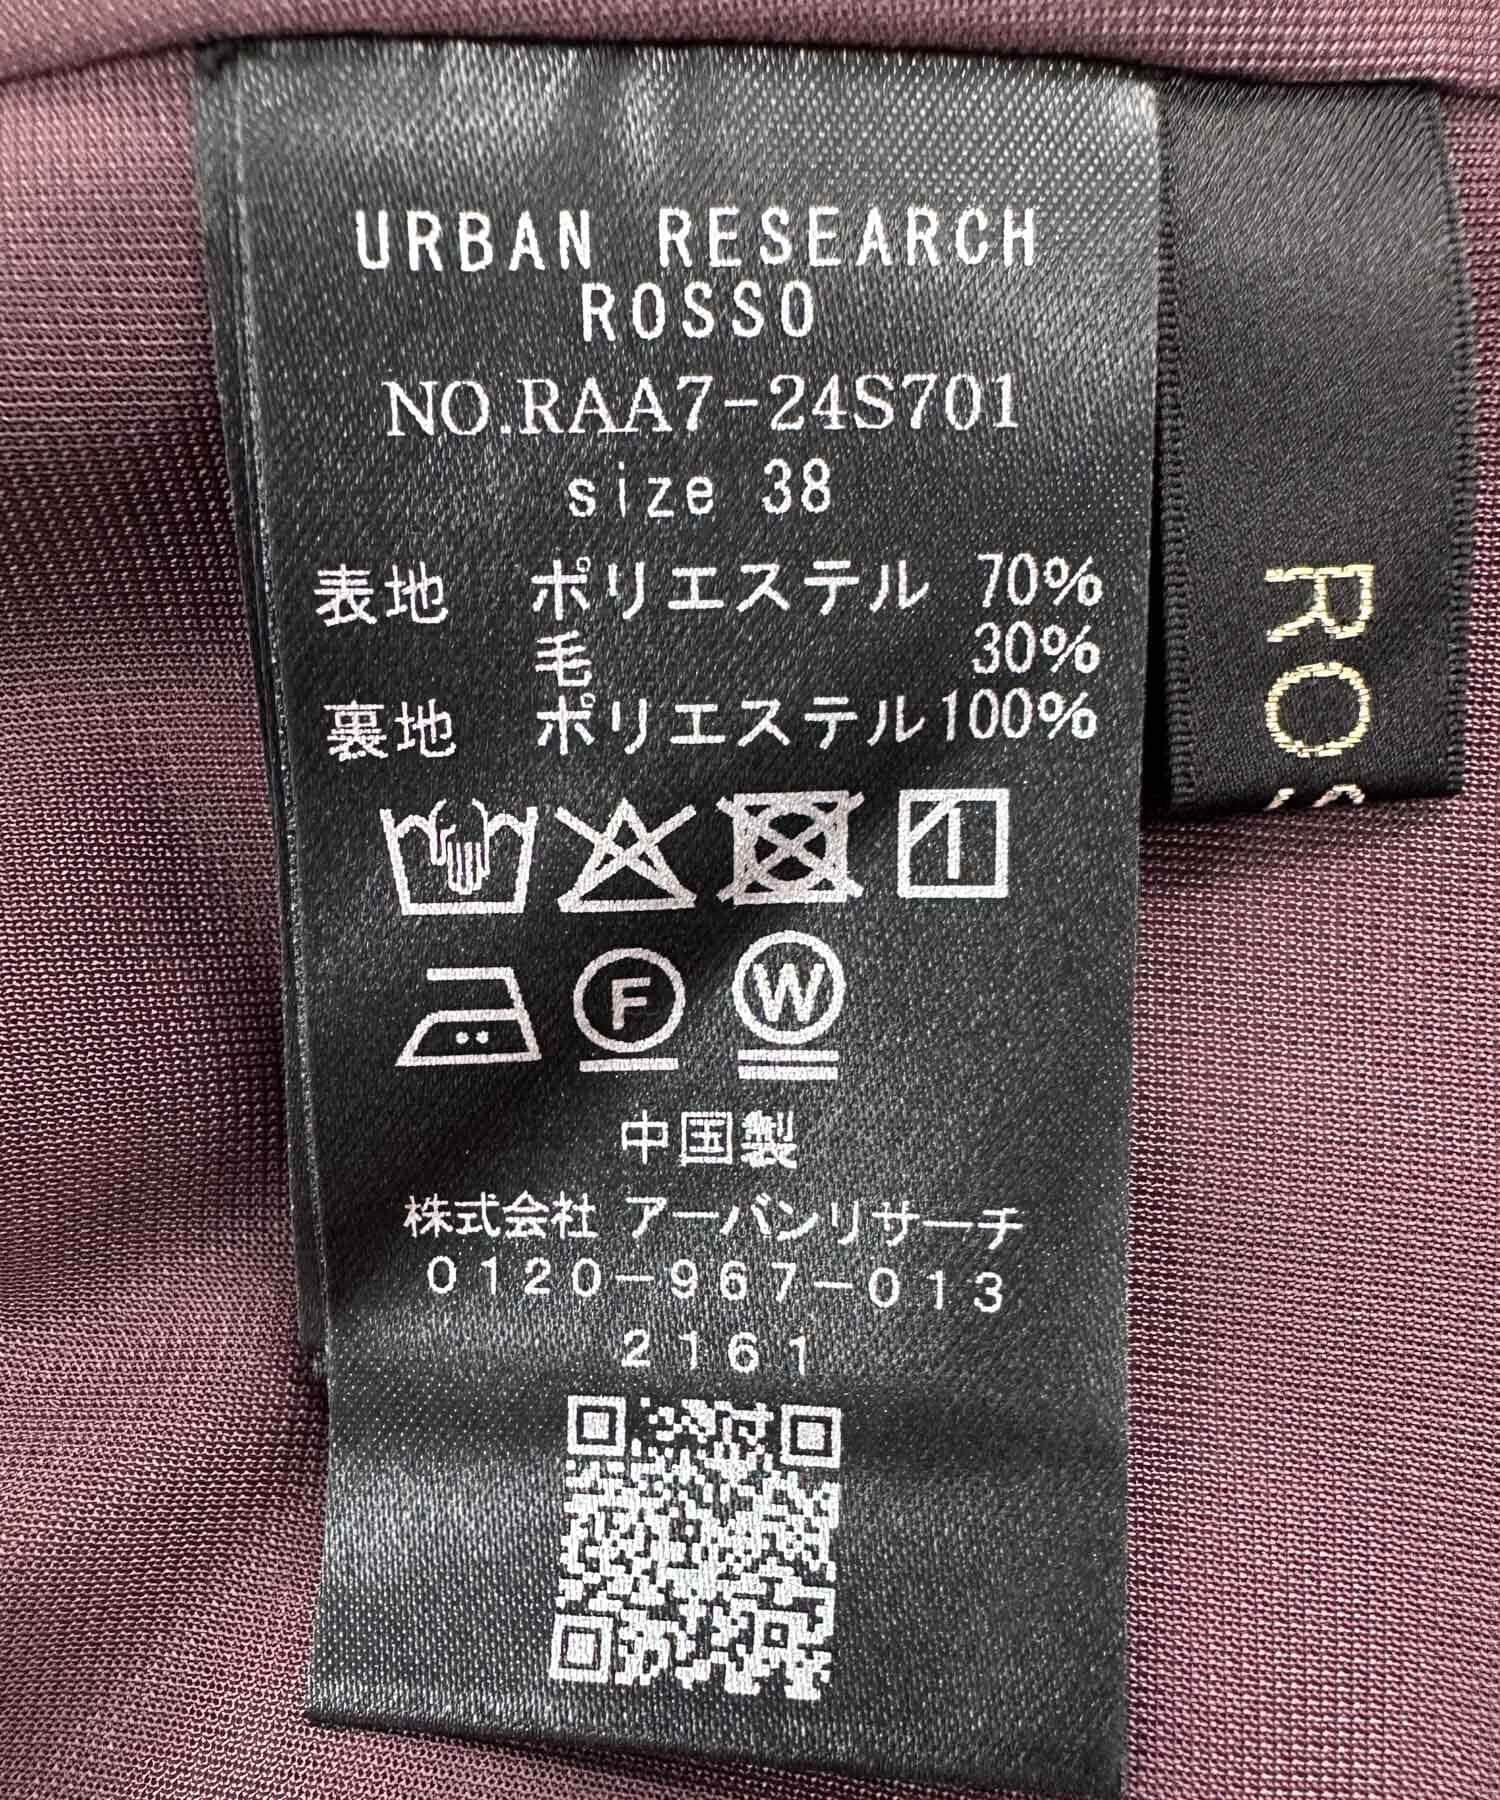 URBAN RESEARCH
ROSSO
NO.RAA7-24S701
size 38
表地 ポリエステル 70%
毛 30%
裏地 ポリエステル 100%
F W
中国製
株式会社 アーバンリサーチ
0120-967-013
2161
RO